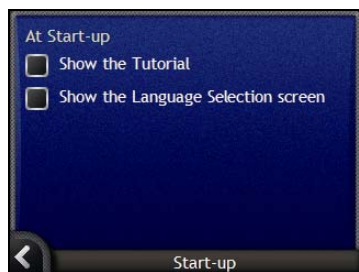 At Start-up
Show the Tutorial
Show the Language Selection screen
Start-up